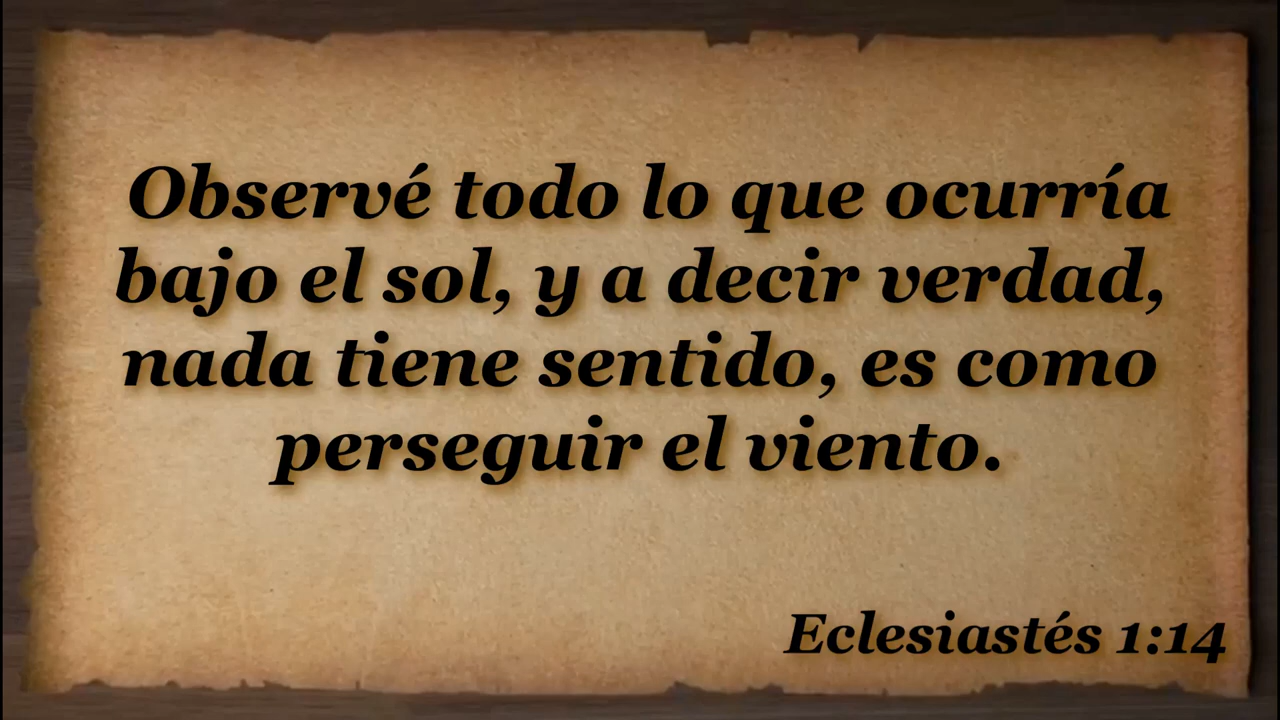 Observé todo lo que ocurría
bajo el sol, y a decir verdad,
nada tiene sentido, es como
perseguir el viento.
Eclesiastés 1:14